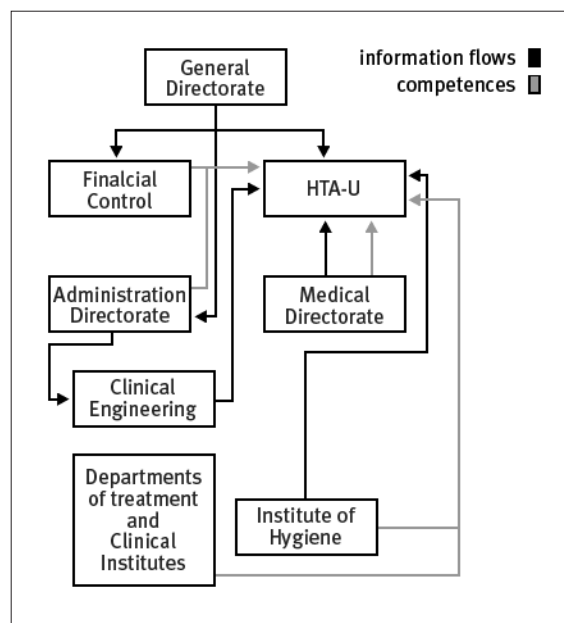 General
Directorate
information flows
competences
Finalcial
Control
HTA-U
Administration
Directorate
Medical
Directorate
Clinical
Engineering
Departments
of treatment
and
Clinical
Institutes
Institute of
Hygiene